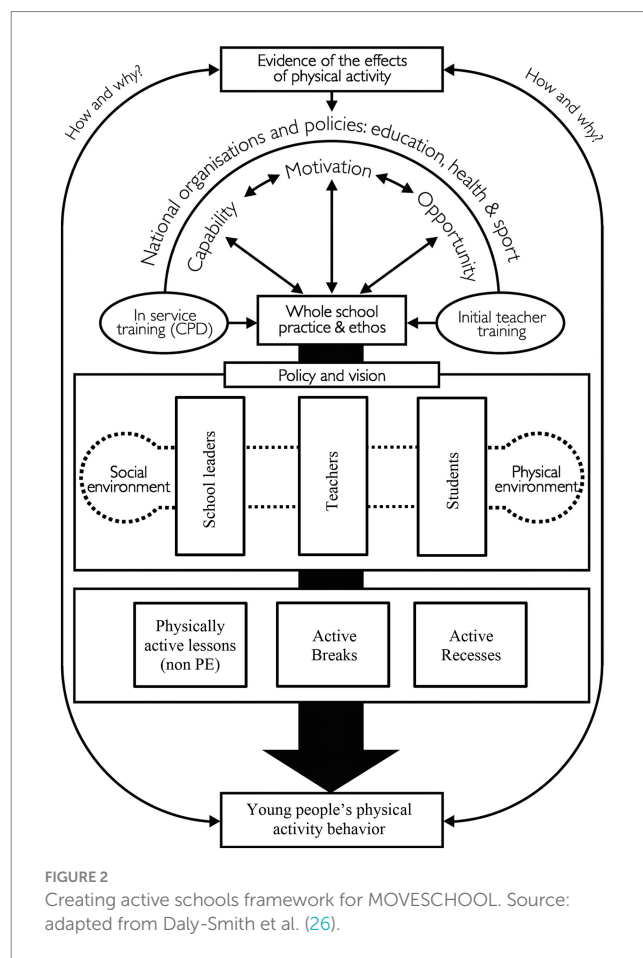 Evidence of the effects
of physical activity
How and why?
How and why?
National organisations and policies: education, health & sport
Motivation
Capability
Opportunity
In service
training (CPD)
Whole school
practice & ethos
Initial teacher
training
Policy and vision
Social
environment
School leaders
Teachers
Students
Physical
environment
Physically
active lessons
(non PE)
Active
Breaks
Active
Recesses
Young people's physical
activity behavior
FIGURE 2
Creating active schools framework for MOVESCHOOL. Source:
adapted from Daly-Smith et al. (26).